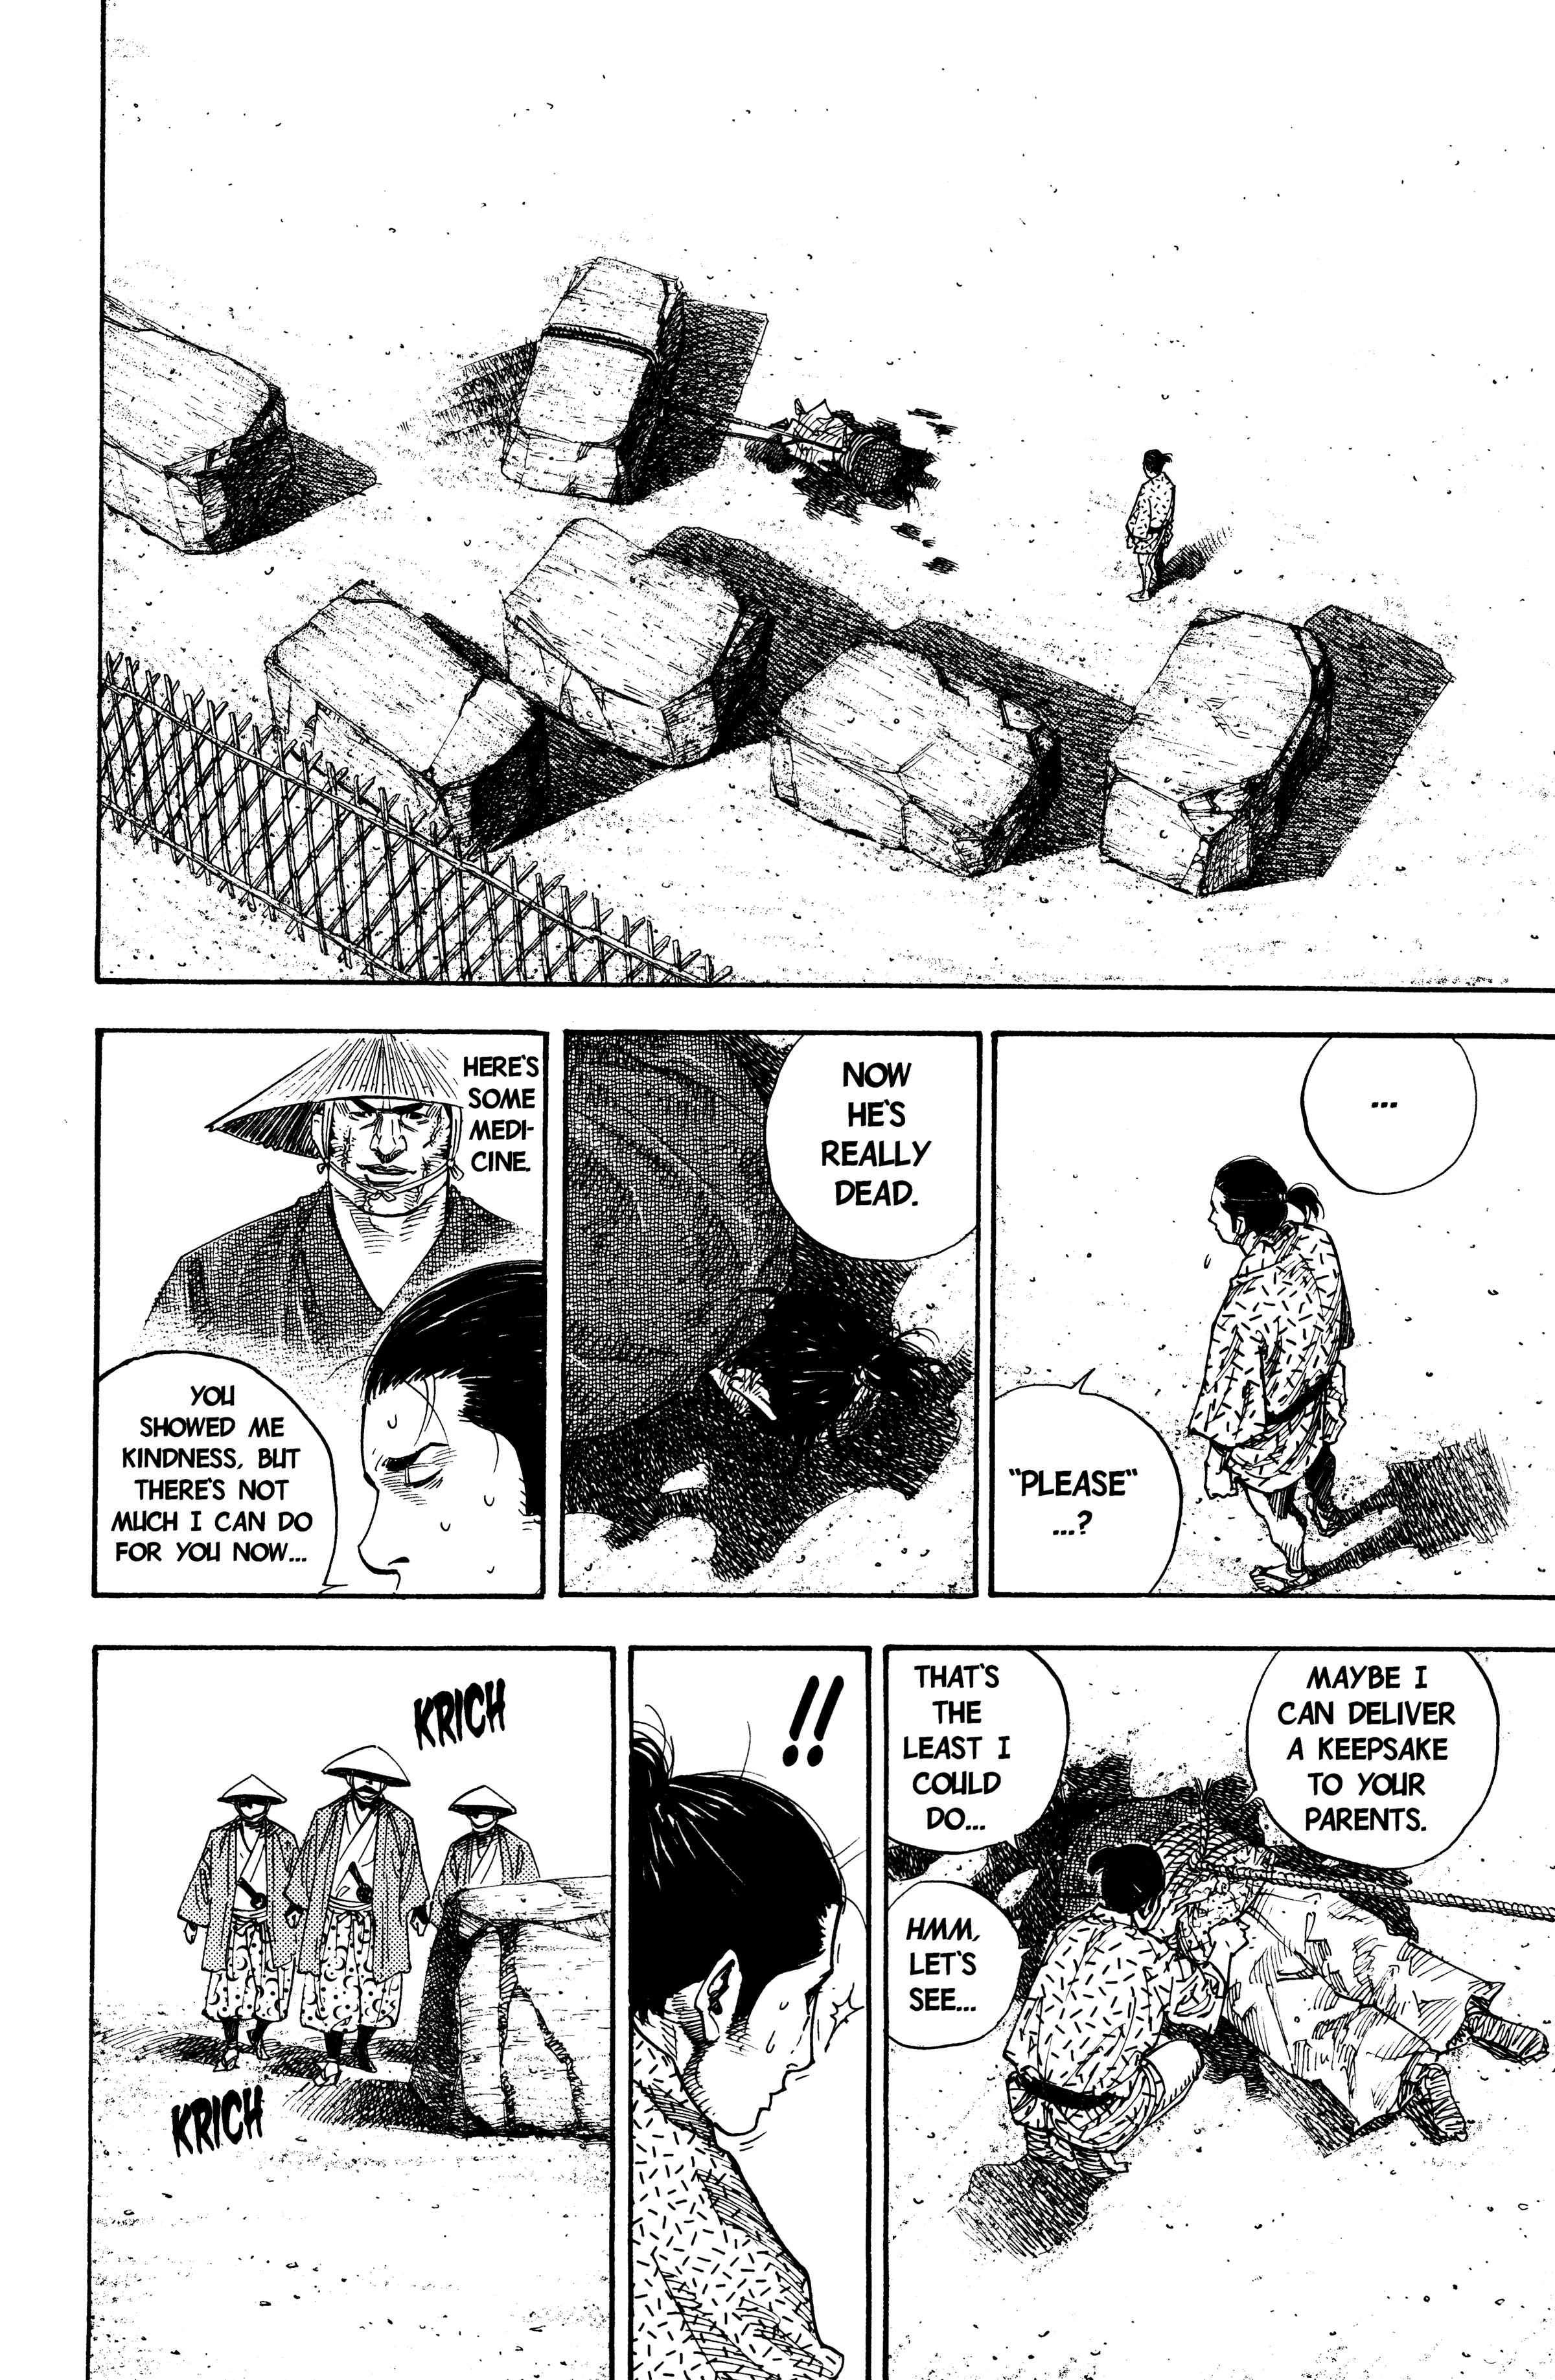 ...
"PLEASE"
...?
NOW
HE'S
REALLY
DEAD.
HERE'S
SOME
MEDI-
CINE.
YOU
SHOWED ME
KINDNESS, BUT
THERE'S NOT
MUCH I CAN DO
FOR YOU NOW...
MAYBE I
CAN DELIVER
A KEEPSAKE
TO YOUR
PARENTS.
THAT'S
THE
LEAST I
COULD
DO...
HMM,
LET'S
SEE...
!!
KRICH
KRICH